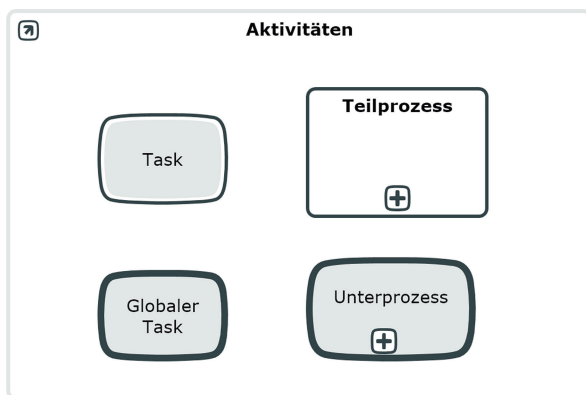 Aktivitäten
Task
Teilprozess
Globaler
Task
Unterprozess